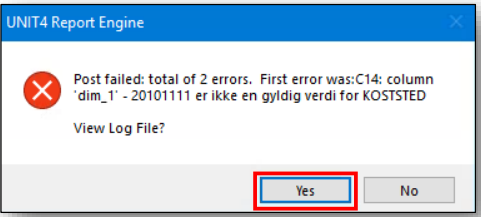 UNIT4 Report Engine
Post failed: total of 2 errors. First error was:C14: column
'dim_1' - 20101111 er ikke en gyldig verdi for KOSTSTED
View Log File?
Yes
No